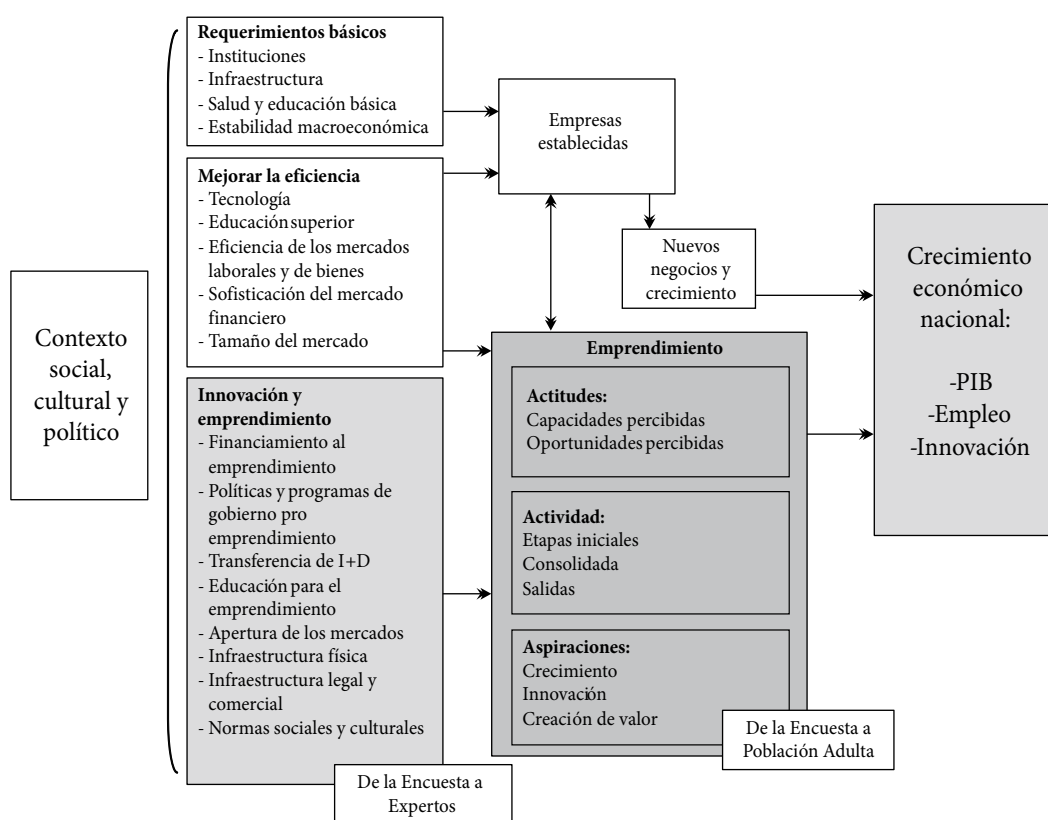 Contexto
social,
cultural y
político
Requerimientos básicos
- Instituciones
- Infraestructura
- Salud y educación básica
- Estabilidad macroeconómica
Mejorar la eficiencia
- Tecnología
- Educación superior
- Eficiencia de los mercados
laborales y de bienes
- Sofisticación del mercado
financiero
- Tamaño del mercado
Innovación y
emprendimiento
- Financiamiento al
emprendimiento
- Políticas y programas de
gobierno pro
emprendimiento
- Transferencia de I+D
- Educación para el
emprendimiento
- Apertura de los mercados
- Infraestructura física
- Infraestructura legal y
comercial
- Normas sociales y culturales
De la Encuesta a
Expertos
Empresas
establecidas
Nuevos
negocios y
crecimiento
Emprendimiento
Actitudes:
Capacidades percibidas
Oportunidades percibidas
Actividad:
Etapas iniciales
Consolidada
Salidas
Aspiraciones:
Crecimiento
Innovación
Creación de valor
De la Encuesta a
Población Adulta
Crecimiento
económico
nacional:
-PIB
-Empleo
-Innovación